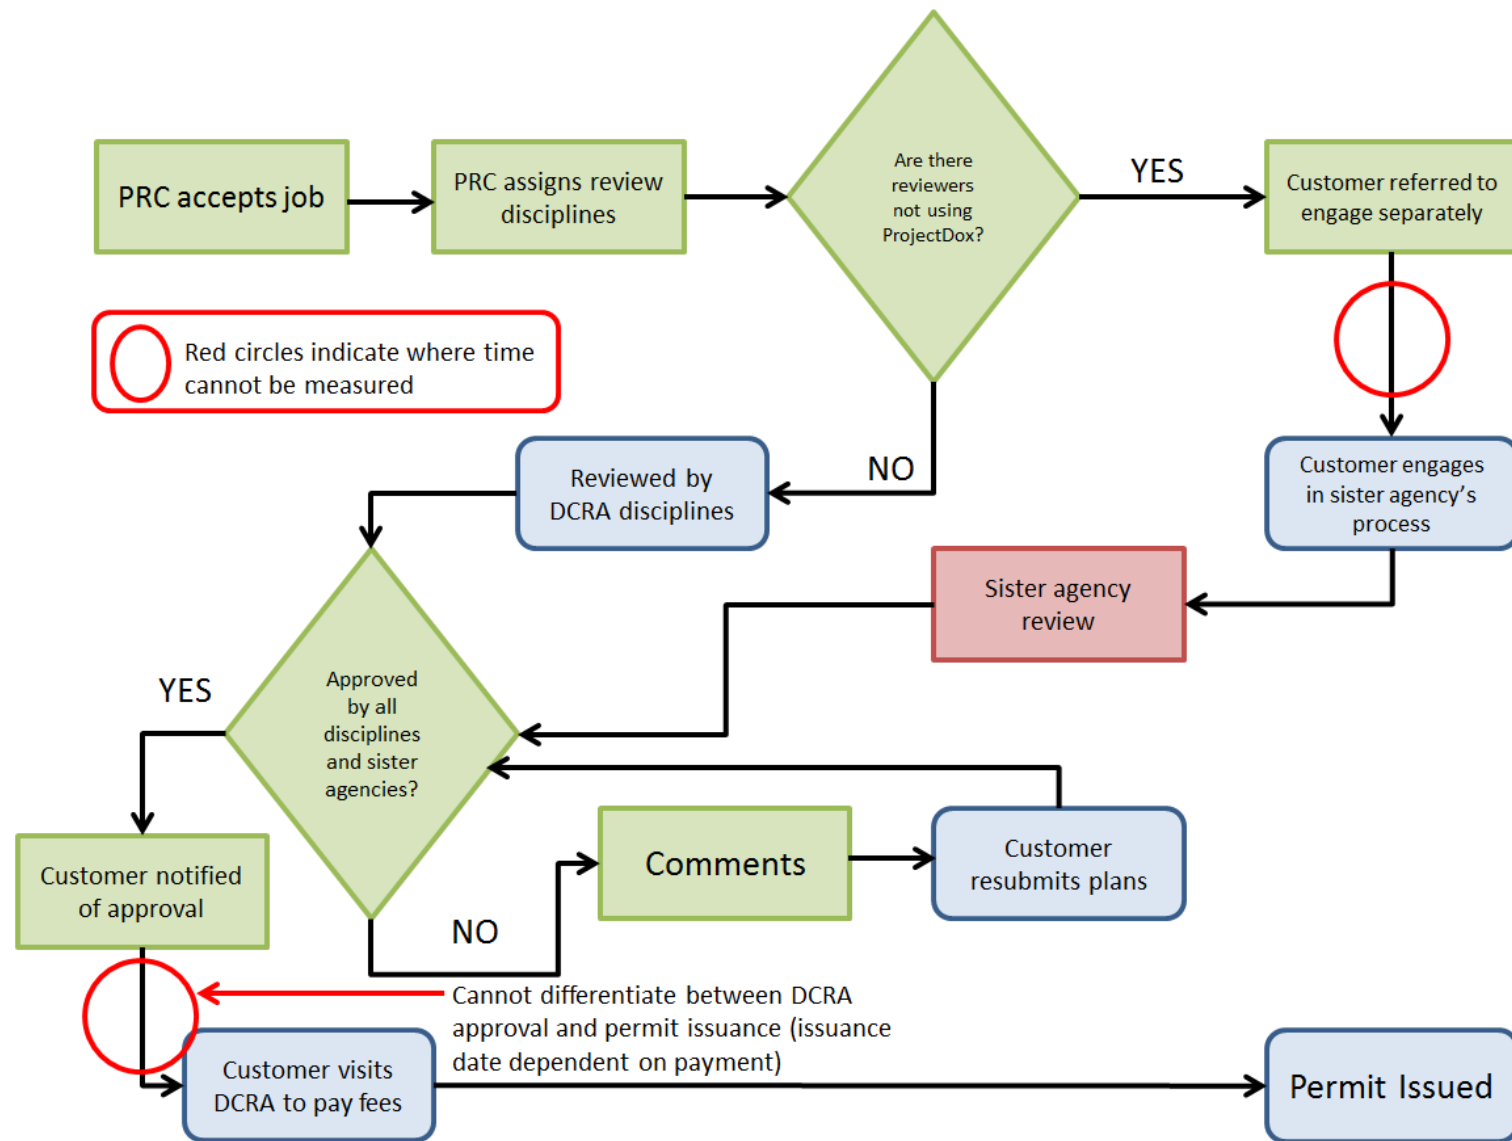 PRC accepts job
PRC assigns review
disciplines
Are there
reviewers
not using
ProjectDox?
YES
Customer referred to
engage separately
Red circles indicate where time
cannot be measured
NO
Reviewed by
DCRA disciplines
Customer engages
in sister agency’s
process
Sister agency
review
YES
Approved
by all
disciplines
and sister
agencies?
Customer notified
of approval
NO
Comments
Customer
resubmits plans
Cannot differentiate between DCRA
approval and permit issuance (issuance
date dependent on payment)
Customer visits
DCRA to pay fees
Permit Issued